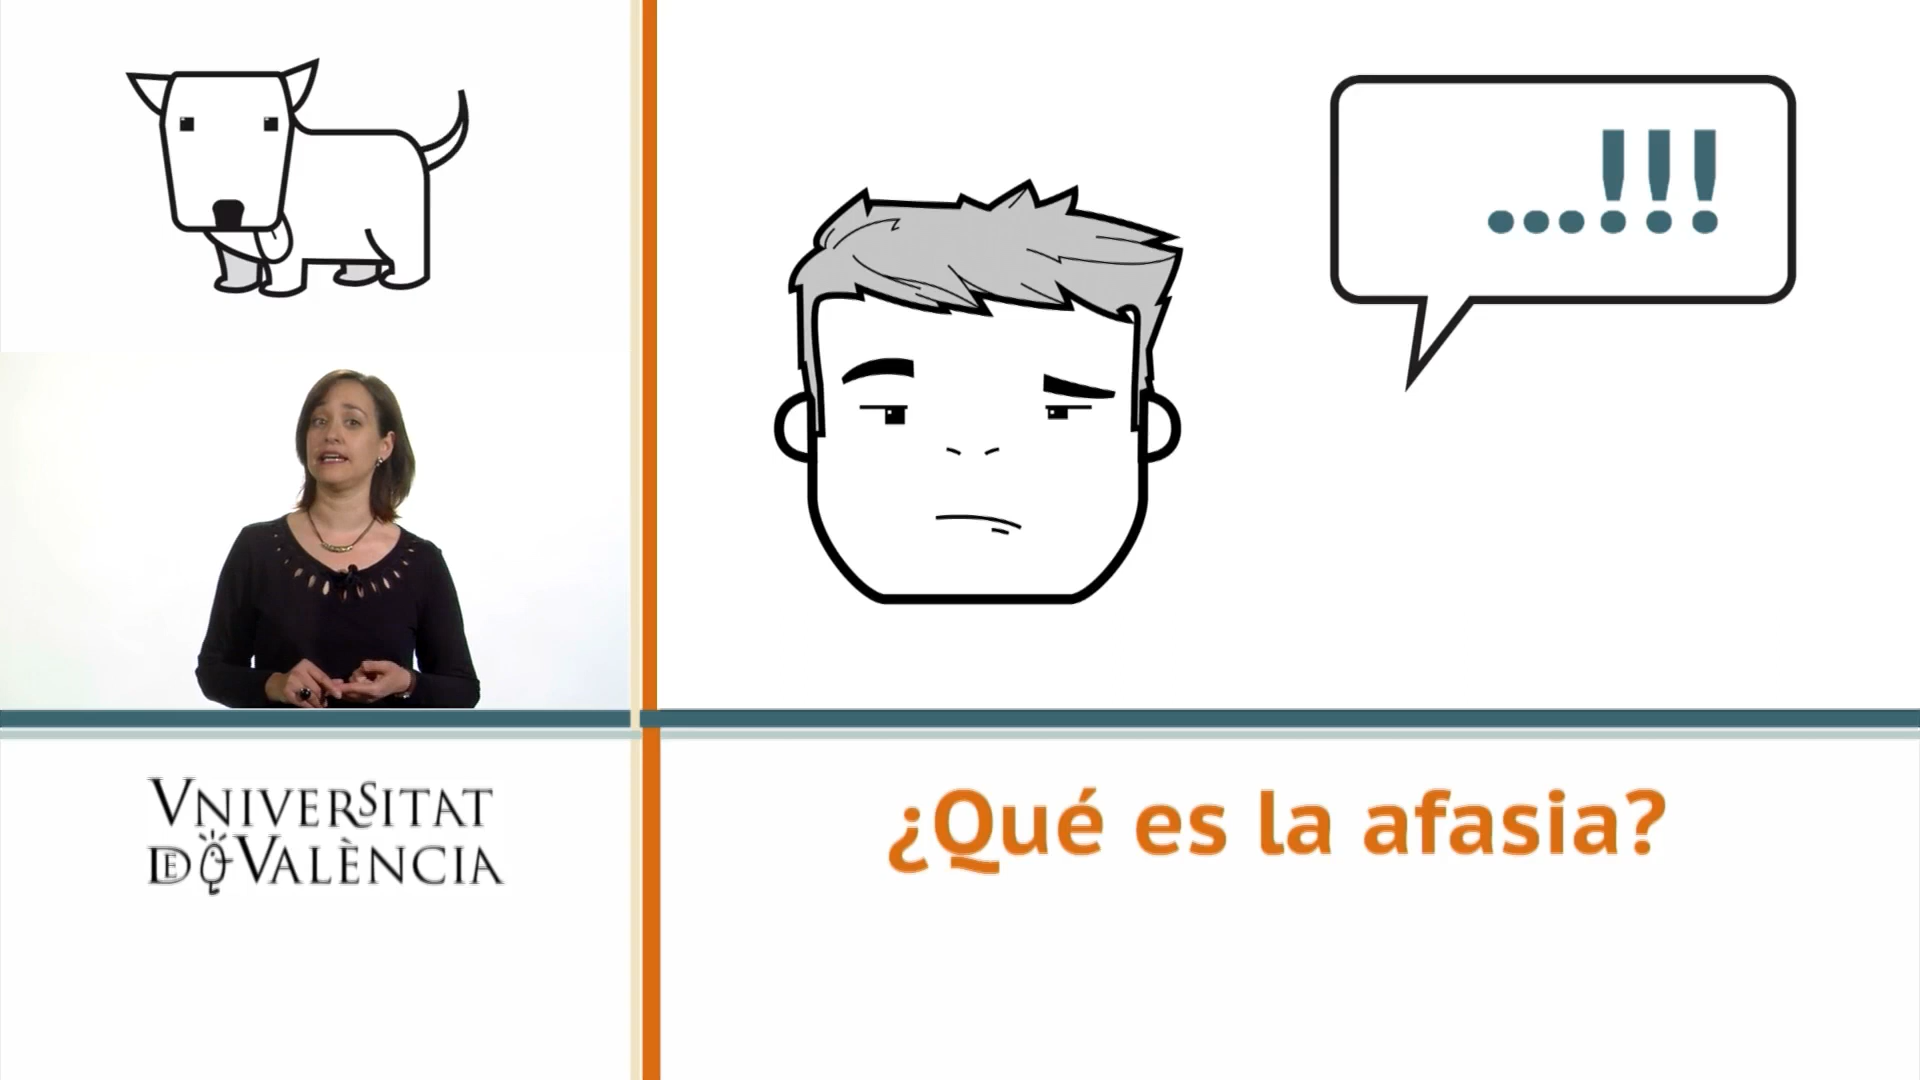 ...!!!
VNIVERSITAT
DE VALÈNCIA
¿Qué es la afasia?